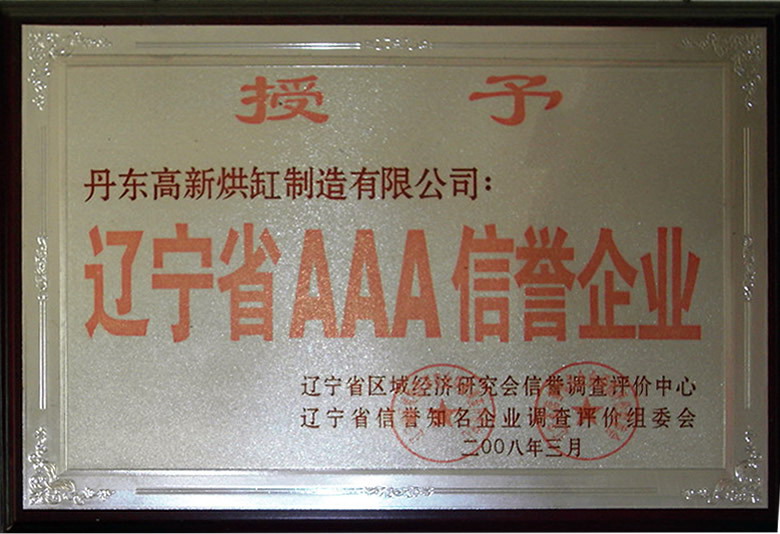 授 予
丹东高新烘缸制造有限公司：
辽宁省AAA信誉企业
辽宁省区域经济研究会信誉调查评价中心
辽宁省信誉知名企业调查评价组委会
二00八年三月